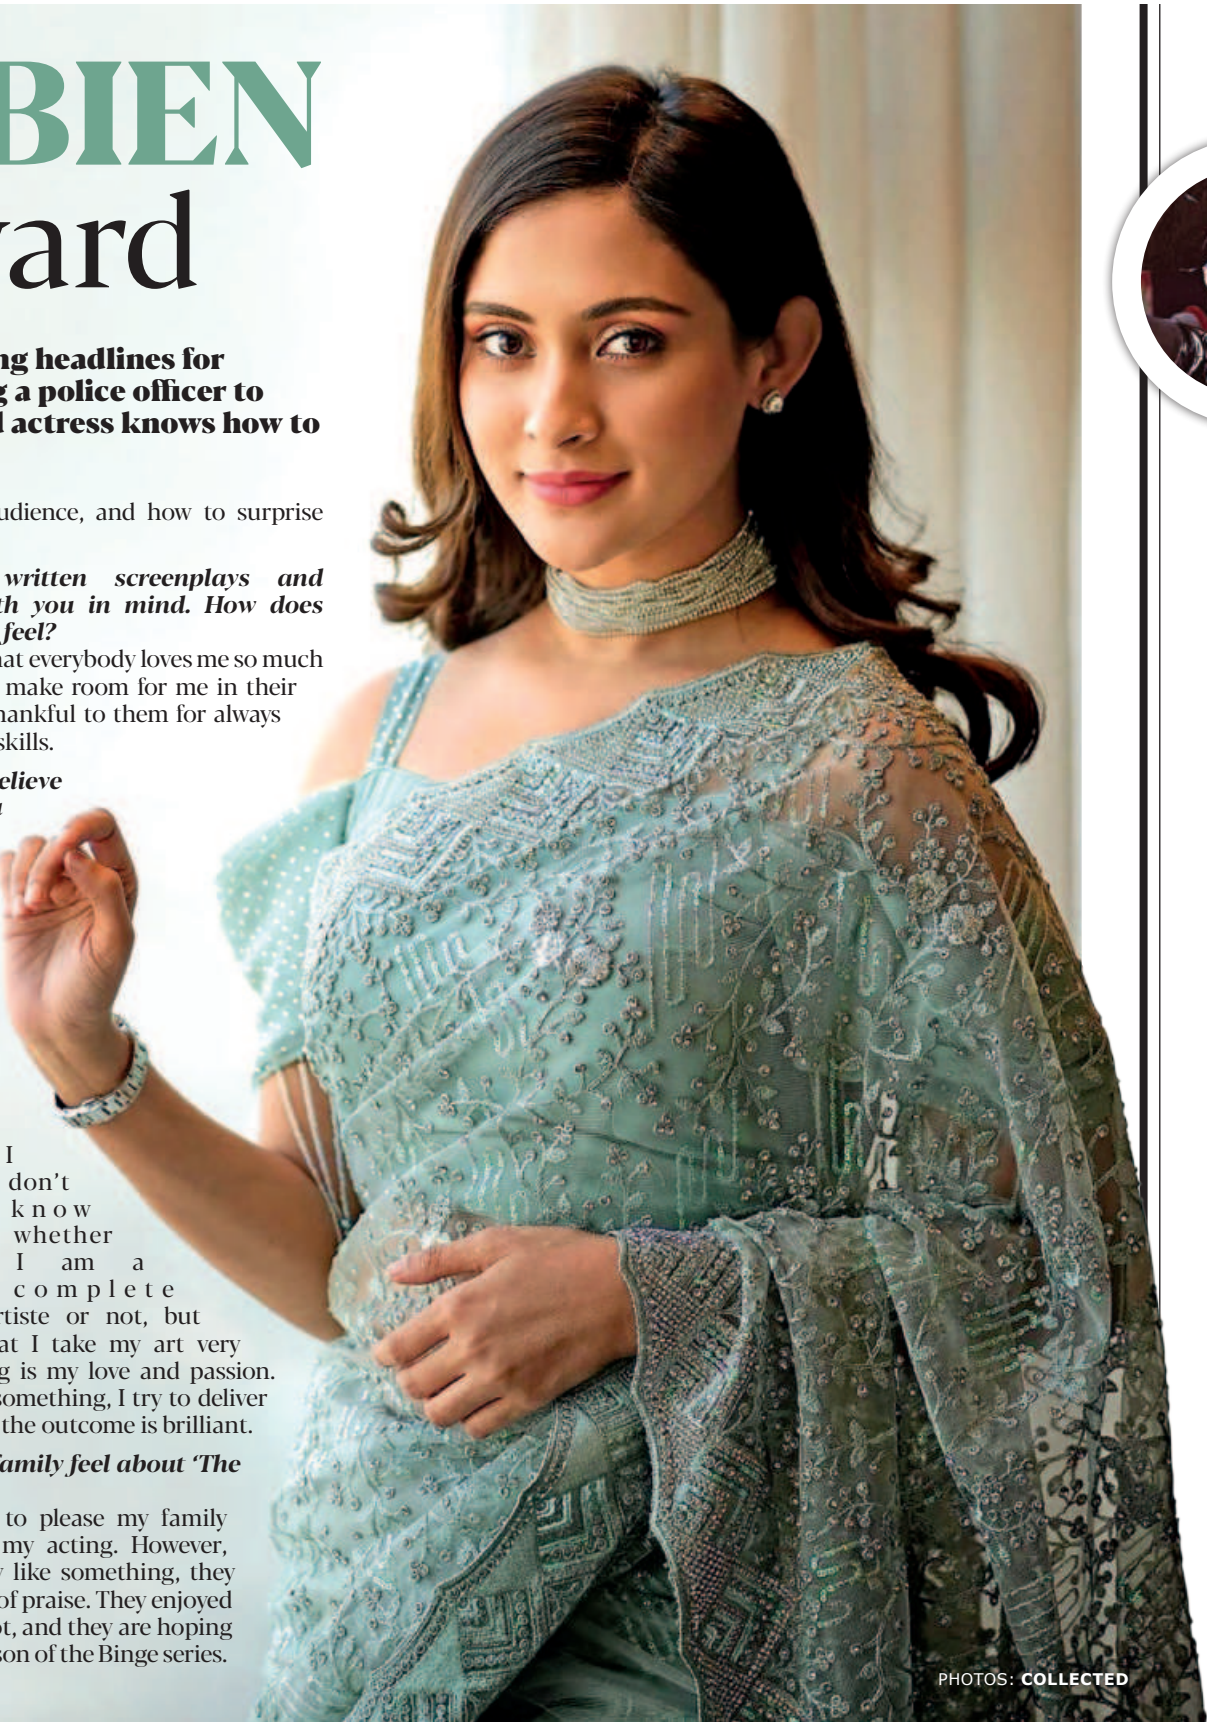 BIEN
ard
ng headlines for
g a police officer to
d actress knows how to
udience, and how to surprise
written screenplays and
th you in mind. How does
feel?
hat everybody loves me so much
make room for me in their
hankful to them for always
skills.
elieve
I
don't
know
whether
I am a
complete
rtiste or not, but
at I take my art very
g is my love and passion.
something, I try to deliver
the outcome is brilliant.
family feel about ‘The
to please my family
my acting. However,
y like something, they
of praise. They enjoyed
ot, and they are hoping
son of the Binge series.
PHOTOS: COLLECTED